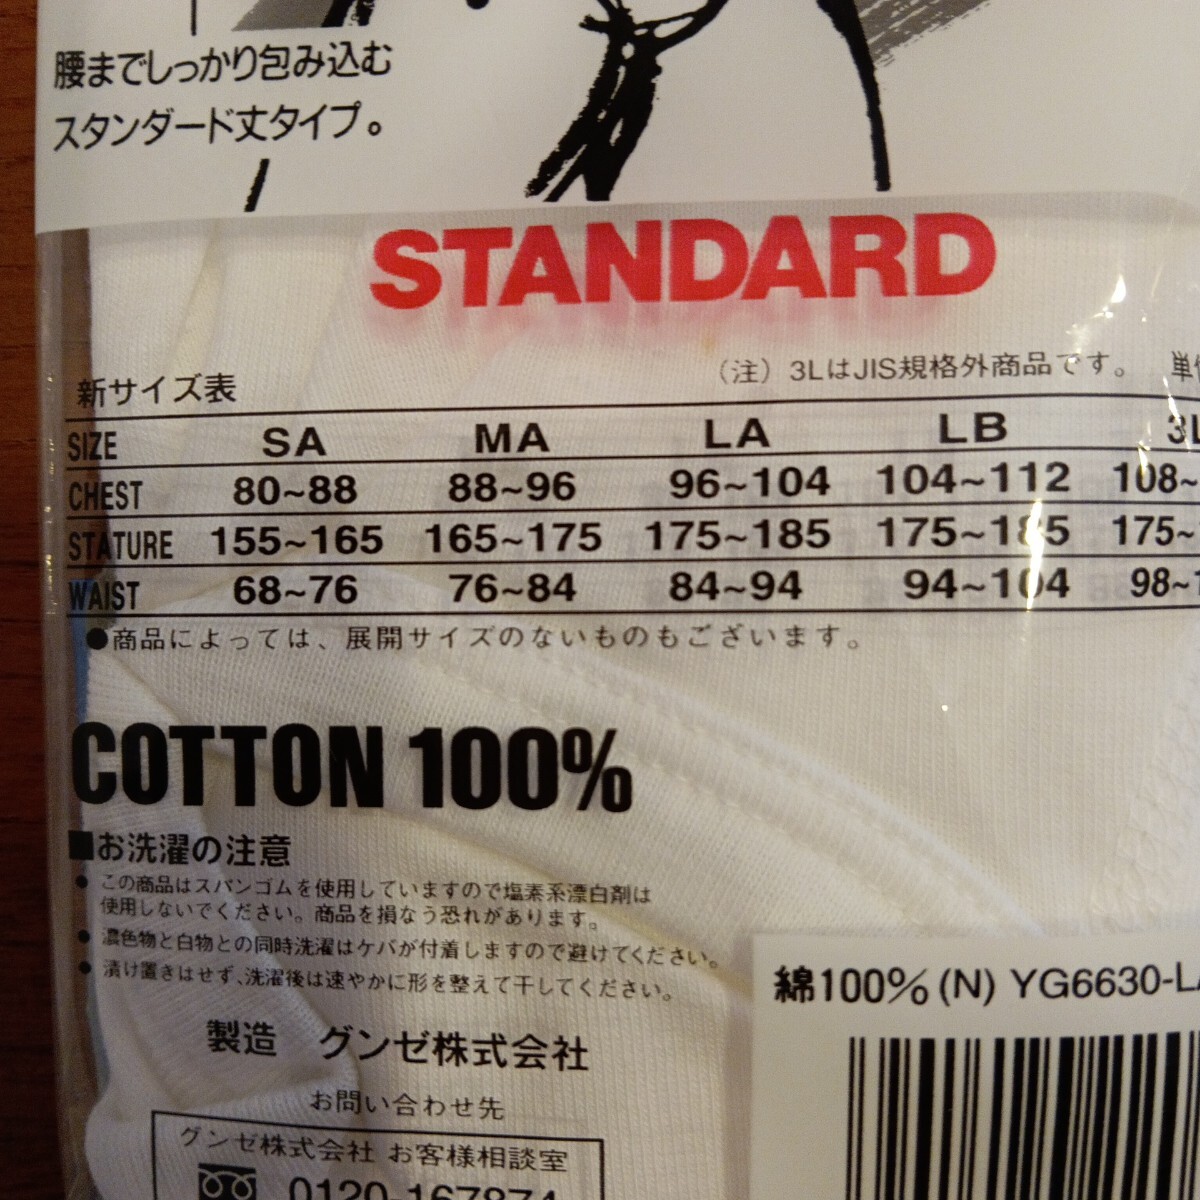 腰までしっかり包み込む
スタンダード丈タイプ。
STANDARD
新サイズ表
(注) 3LはJIS規格外商品です。 単
SIZE SA MA LA LB 3L
CHEST 80~88 88~96 96~104 104~112 108~
STATURE 155~165 165~175 175~185 175~185 175~
WAIST 68~76 76~84 84~94 94~104 98~1
●商品によっては、展開サイズのないものもございます。
COTTON 100%
■お洗濯の注意
• この商品はスパンゴムを使用していますので塩素系漂白剤は
使用しないでください。商品を損なう恐れがあります。
• 濃色物と白物との同時洗濯はケバが付着しますので避けてください。
• 漬け置きはせず、洗濯後は速やかに形を整えて干してください。
製造 グンゼ株式会社
お問い合わせ先
グンゼ株式会社 お客様相談室
0120-167874
綿100% (N) YG6630-LA